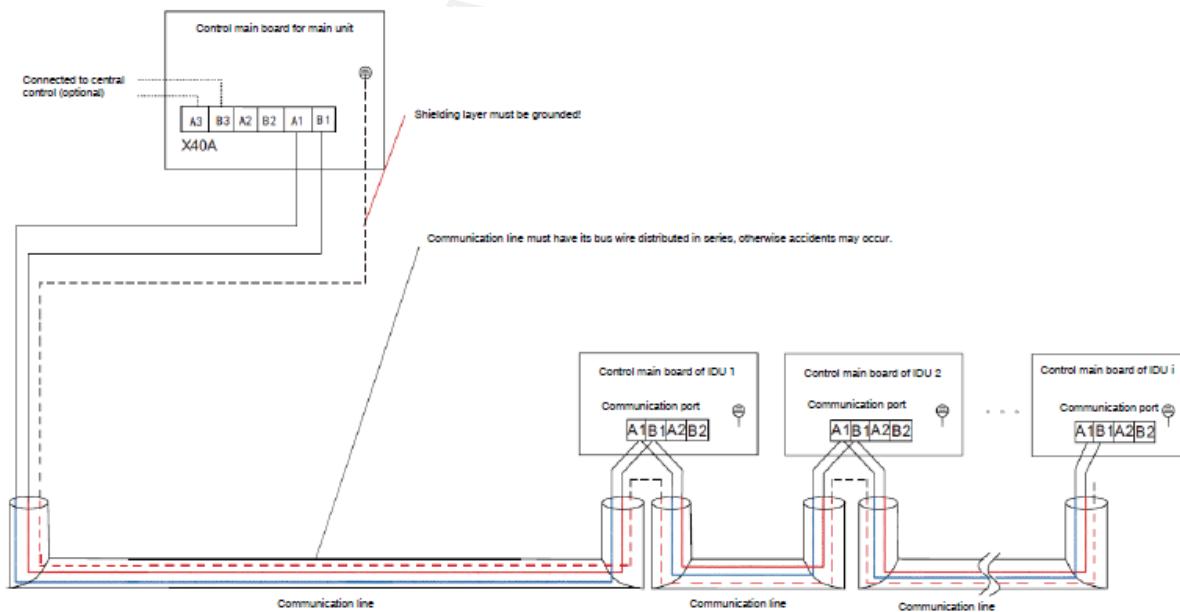 Control main board for main unit
Connected to central
control (optional)
A3 B3 A2 B2 A1 B1
X40A
Shielding layer must be grounded!
Communication line must have its bus wire distributed in series, otherwise accidents may occur.
Control main board of IDU 1
Communication port
A1 B1 A2 B2
Control main board of IDU 2
Communication port
A1 B1 A2 B2
Control main board of IDU i
Communication port
A1 B1 A2 B2
Communication line
Communication line
Communication line